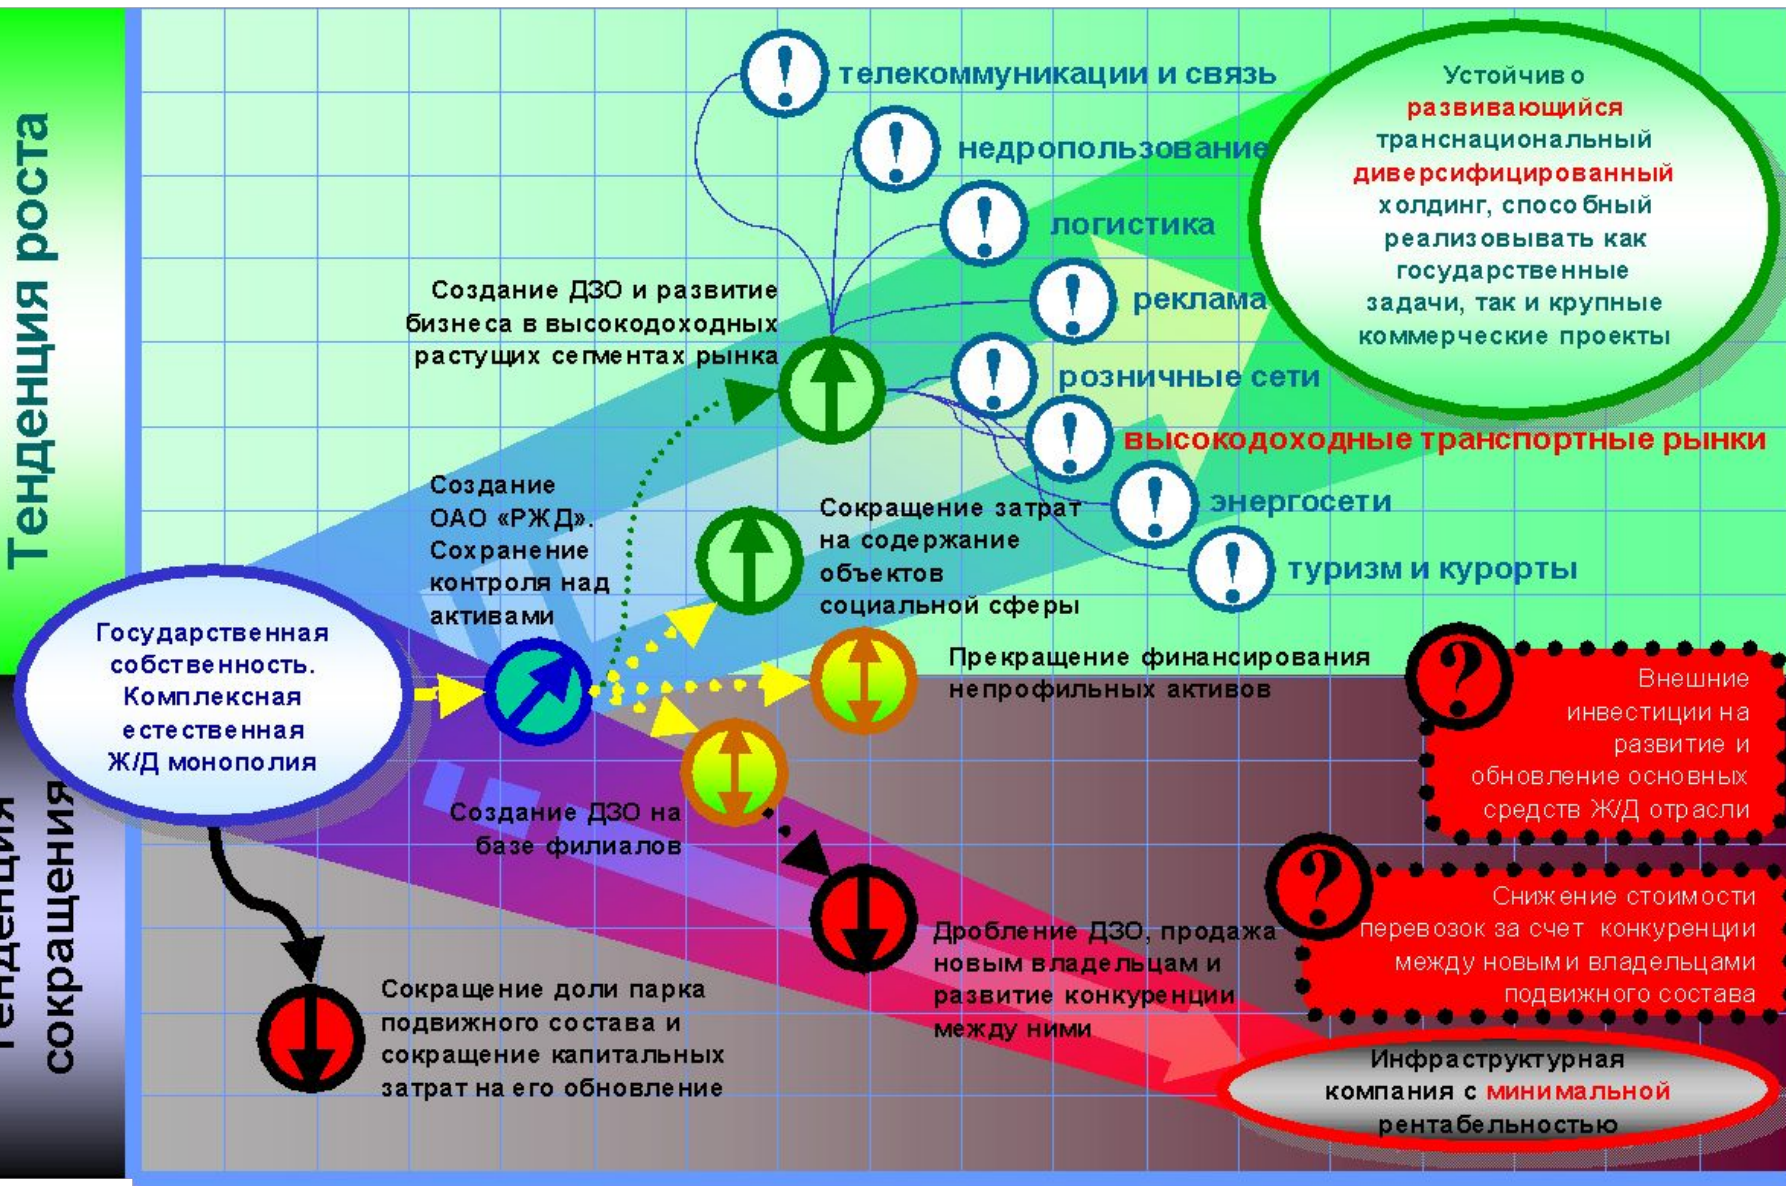 Тенденция роста
Тенденция
сокращения
телекоммуникации и связь
недропользование
логистика
реклама
розничные сети
высокодоходные транспортные рынки
энергосети
туризм и курорты
Устойчиво
развивающийся
транснациональный
диверсифицированный
холдинг, способный
реализовывать как
государственные
задачи, так и крупные
коммерческие проекты
Создание ДЗО и развитие
бизнеса в высокодоходных
растущих сегментах рынка
Создание
ОАО «РЖД».
Сохранение
контроля над
активами
Сокращение затрат
на содержание
объектов
социальной сферы
Государственная
собственность.
Комплексная
естественная
Ж/Д монополия
Прекращение финансирования
непрофильных активов
Внешние
инвестиции на
развитие и
обновление основных
средств Ж/Д отрасли
Создание ДЗО на
базе филиалов
Снижение стоимости
перевозок за счет конкуренции
между новыми владельцами
подвижного состава
Дробление ДЗО, продажа
новым владельцам и
развитие конкуренции
между ними
Сокращение доли парка
подвижного состава и
сокращение капитальных
затрат на его обновление
Инфраструктурная
компания с минимальной
рентабельностью